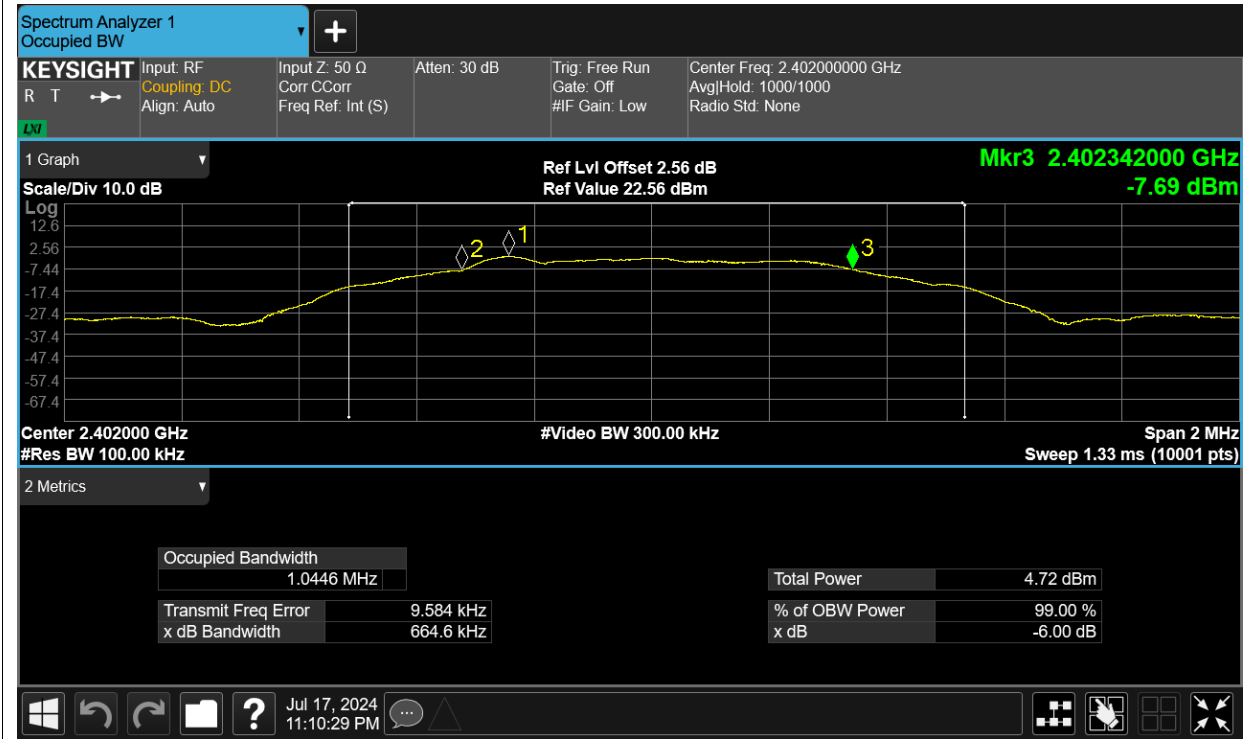 Spectrum Analyzer 1
Occupied BW
KEYSIGHT
R T
LXI
Input: RF
Coupling: DC
Align: Auto
Input Z: 50 Ω
Corr CCorr
Freq Ref: Int (S)
Atten: 30 dB
Trig: Free Run
Gate: Off
#IF Gain: Low
Center Freq: 2.402000000 GHz
Avg|Hold: 1000/1000
Radio Std: None
1 Graph
Scale/Div 10.0 dB
Ref Lvl Offset 2.56 dB
Ref Value 22.56 dBm
Mkr3 2.402342000 GHz
-7.69 dBm
Log
12.6
2.56
-7.44
-17.4
-27.4
-37.4
-47.4
-57.4
-67.4
2
1
3
Center 2.402000 GHz
#Res BW 100.00 kHz
#Video BW 300.00 kHz
Span 2 MHz
Sweep 1.33 ms (10001 pts)
2 Metrics
Occupied Bandwidth
1.0446 MHz
Transmit Freq Error 9.584 kHz
x dB Bandwidth 664.6 kHz
Total Power 4.72 dBm
% of OBW Power 99.00 %
x dB -6.00 dB
?
Jul 17, 2024
11:10:29 PM